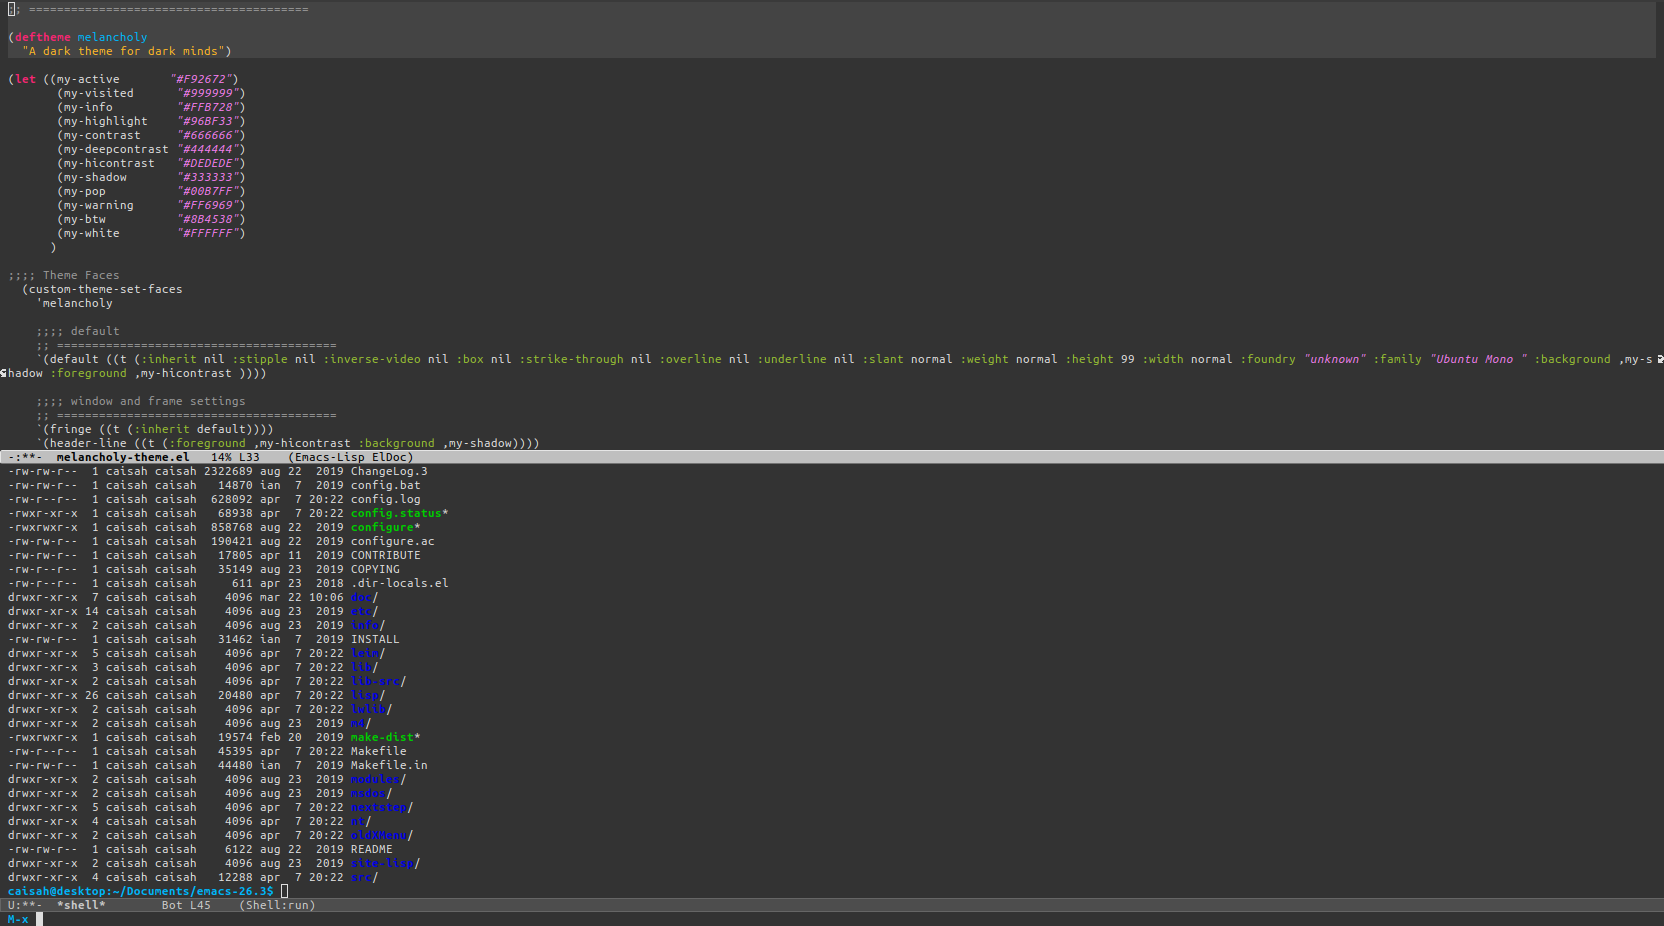 ;; ========================================
(deftheme melancholy
  "A dark theme for dark minds")
(let ((my-active       "#F92672")
       (my-visited      "#999999")
       (my-info         "#FFB728")
       (my-highlight    "#96BF33")
       (my-contrast     "#666666")
       (my-deepcontrast "#444444")
       (my-hicontrast   "#DEDEDE")
       (my-shadow       "#333333")
       (my-pop          "#00B7FF")
       (my-warning      "#FF6969")
       (my-btw          "#8B4538")
       (my-white        "#FFFFFF")
      )
;;;; Theme Faces
  (custom-theme-set-faces
    'melancholy
    ;;;; default
    ;; ========================================
    `(default ((t (:inherit nil :stipple nil :inverse-video nil :box nil :strike-through nil :overline nil :underline nil :slant normal :weight normal :height 99 :width normal :foundry "unknown" :family "Ubuntu Mono " :background ,my-s
hadow :foreground ,my-hicontrast ))))
    ;;;; window and frame settings
    ;; ========================================
    `(fringe ((t (:inherit default))))
    `(header-line ((t (:foreground ,my-hicontrast :background ,my-shadow))))
-:**-  melancholy-theme.el   14% L33    (Emacs-Lisp ElDoc)
-rw-rw-r--  1 caisah caisah 2322689 aug 22  2019 ChangeLog.3
-rw-rw-r--  1 caisah caisah   14870 ian  7  2019 config.bat
-rw-r--r--  1 caisah caisah  628092 apr  7 20:22 config.log
-rwxr-xr-x  1 caisah caisah   68938 apr  7 20:22 config.status*
-rwxrwxr-x  1 caisah caisah  858768 aug 22  2019 configure*
-rw-rw-r--  1 caisah caisah  190421 aug 22  2019 configure.ac
-rw-rw-r--  1 caisah caisah   17805 apr 11  2019 CONTRIBUTE
-rw-r--r--  1 caisah caisah   35149 aug 23  2019 COPYING
-rw-r--r--  1 caisah caisah     611 apr 23  2018 .dir-locals.el
drwxr-xr-x  7 caisah caisah    4096 mar 22 10:06 doc/
drwxr-xr-x 14 caisah caisah    4096 aug 23  2019 etc/
drwxr-xr-x  2 caisah caisah    4096 aug 23  2019 info/
-rw-rw-r--  1 caisah caisah   31462 ian  7  2019 INSTALL
drwxr-xr-x  5 caisah caisah    4096 apr  7 20:22 leim/
drwxr-xr-x  3 caisah caisah    4096 apr  7 20:22 lib/
drwxr-xr-x  2 caisah caisah    4096 apr  7 20:22 lib-src/
drwxr-xr-x 26 caisah caisah   20480 apr  7 20:22 lisp/
drwxr-xr-x  2 caisah caisah    4096 apr  7 20:22 lwlib/
drwxr-xr-x  2 caisah caisah    4096 aug 23  2019 m4/
-rwxrwxr-x  1 caisah caisah   19574 feb 20  2019 make-dist*
-rw-r--r--  1 caisah caisah   45395 apr  7 20:22 Makefile
-rw-rw-r--  1 caisah caisah   44480 ian  7  2019 Makefile.in
drwxr-xr-x  2 caisah caisah    4096 aug 23  2019 modules/
drwxr-xr-x  2 caisah caisah    4096 aug 23  2019 msdos/
drwxr-xr-x  5 caisah caisah    4096 apr  7 20:22 nextstep/
drwxr-xr-x  4 caisah caisah    4096 apr  7 20:22 nt/
drwxr-xr-x  2 caisah caisah    4096 apr  7 20:22 oldXMenu/
-rw-rw-r--  1 caisah caisah    6122 aug 22  2019 README
drwxr-xr-x  2 caisah caisah    4096 aug 23  2019 site-lisp/
drwxr-xr-x  4 caisah caisah   12288 apr  7 20:22 src/
caisah@desktop:~/Documents/emacs-26.3$
U:**-  *shell*        Bot L45    (Shell:run)
M-x